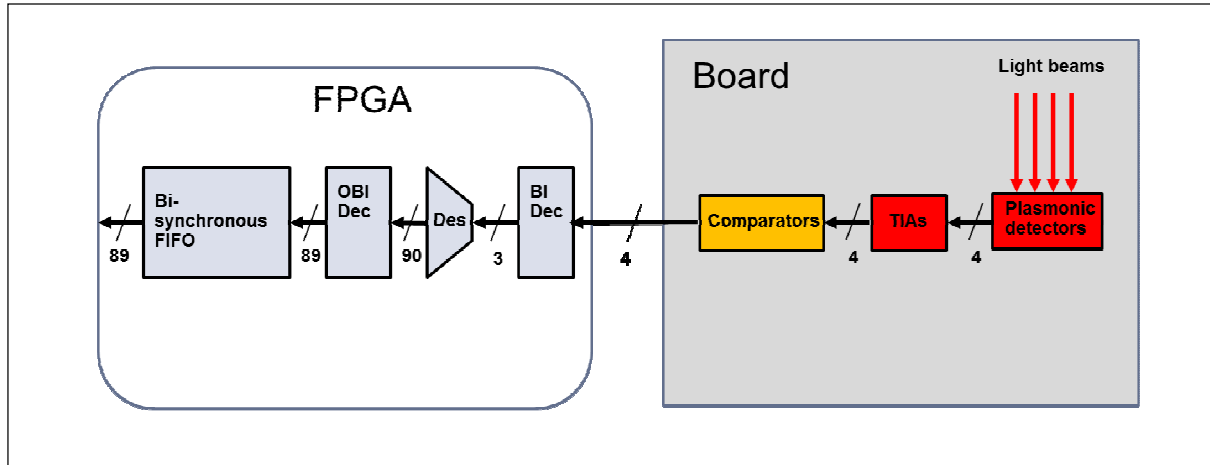 FPGA
Board
Light beams
Bi-
synchronous
FIFO
OBI
Dec
Des
BI
Dec
Comparators
TIAs
Plasmonic
detectors
89
89
90
3
4
4
4